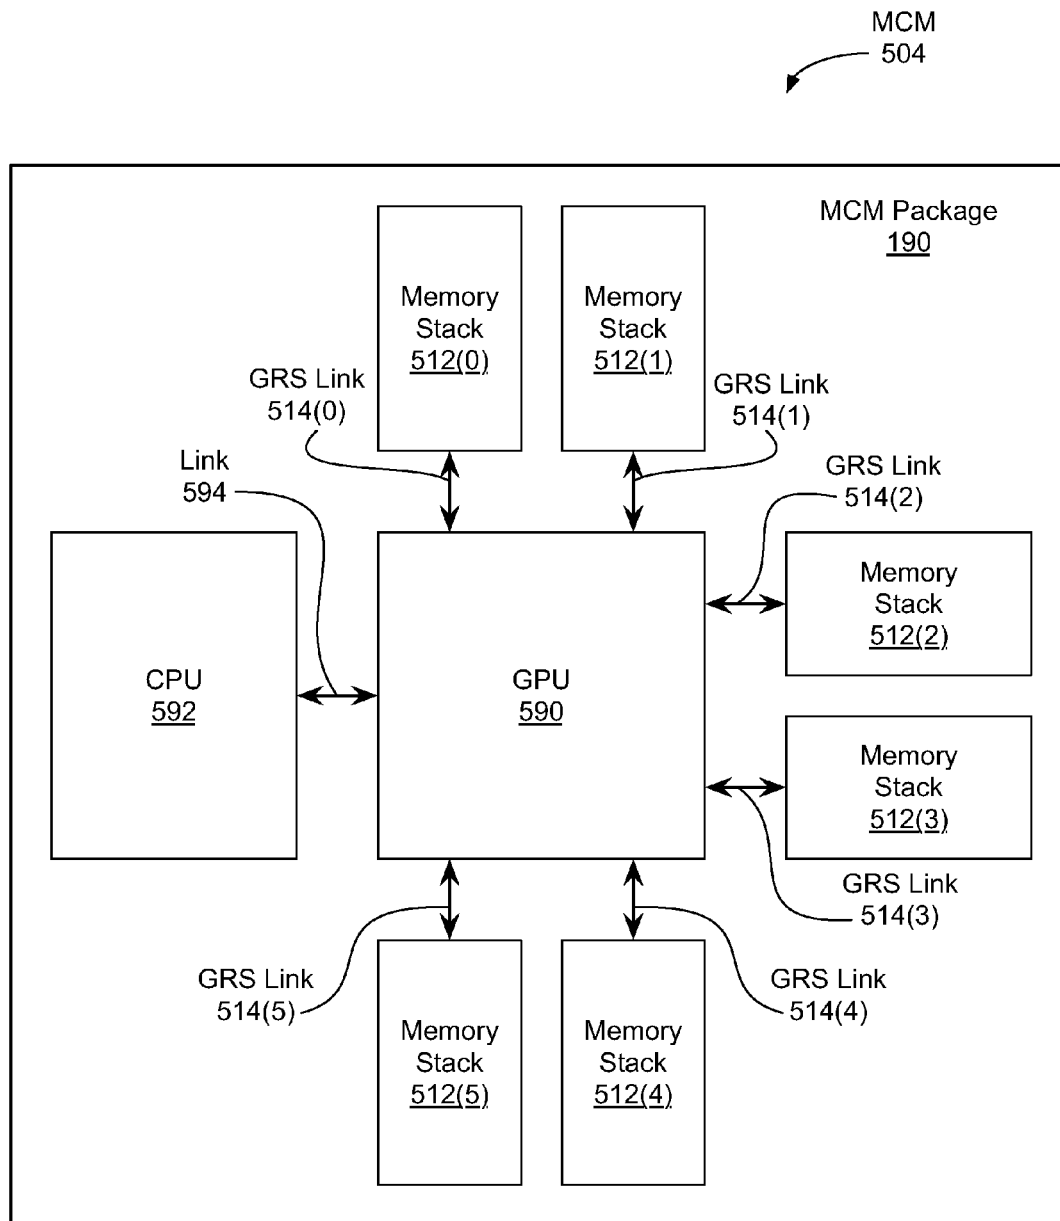 MCM
504
MCM Package
190
Memory
Stack
512(0)
Memory
Stack
512(1)
GRS Link
514(0)
GRS Link
514(1)
Link
594
GRS Link
514(2)
CPU
592
GPU
590
Memory
Stack
512(2)
Memory
Stack
512(3)
GRS Link
514(3)
GRS Link
514(5)
GRS Link
514(4)
Memory
Stack
512(5)
Memory
Stack
512(4)